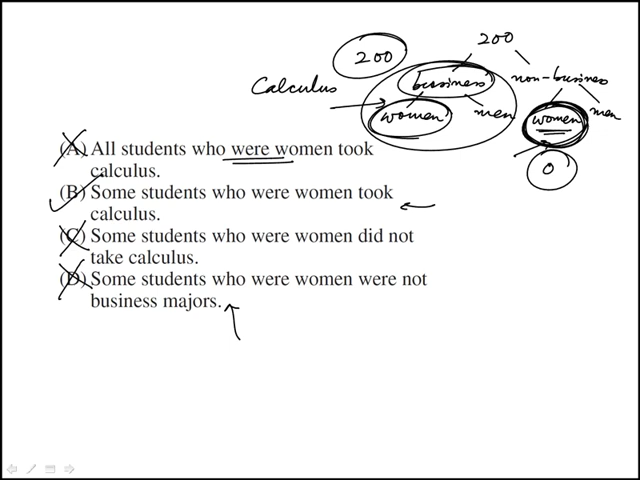 200
200
business
non-business
Calculus
women
men
women
men
0
(A) All students who were women took
calculus.
(B) Some students who were women took
calculus.
(C) Some students who were women did not
take calculus.
(D) Some students who were women were not
business majors.